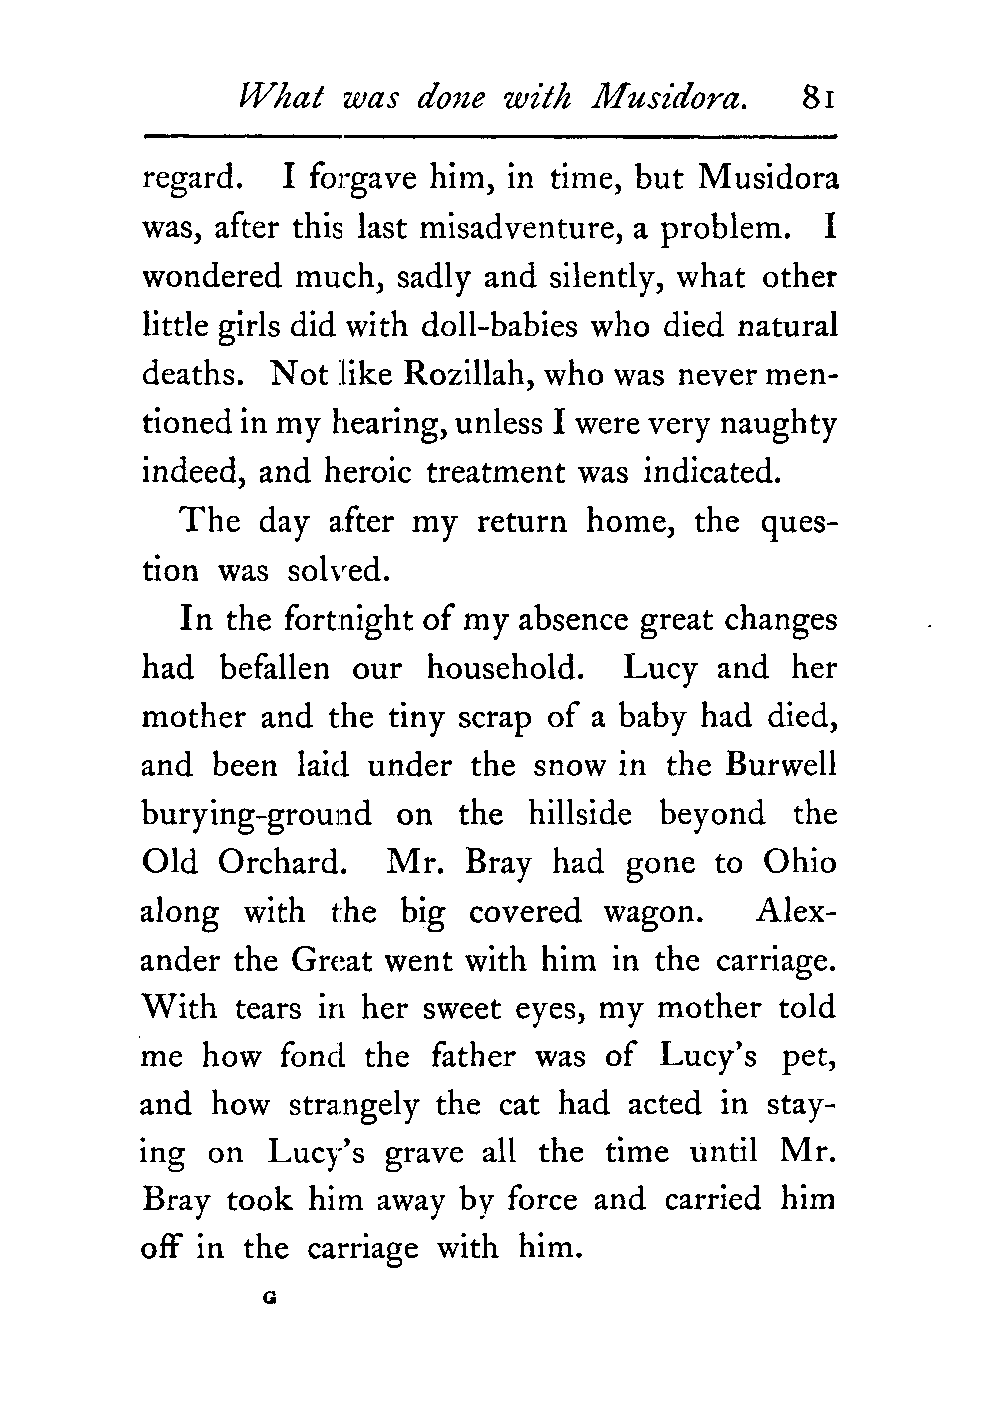 What was done with Musidora. 81
regard. I forgave him, in time, but Musidora
was, after this last misadventure, a problem. I
wondered much, sadly and silently, what other
little girls did with doll-babies who died natural
deaths. Not like Rozillah, who was never men-
tioned in my hearing, unless I were very naughty
indeed, and heroic treatment was indicated.
The day after my return home, the ques-
tion was solved.
In the fortnight of my absence great changes
had befallen our household. Lucy and her
mother and the tiny scrap of a baby had died,
and been laid under the snow in the Burwell
burying-ground on the hillside beyond the
Old Orchard. Mr. Bray had gone to Ohio
along with the big covered wagon. Alex-
ander the Great went with him in the carriage.
With tears in her sweet eyes, my mother told
me how fond the father was of Lucy's pet,
and how strangely the cat had acted in stay-
ing on Lucy's grave all the time until Mr.
Bray took him away by force and carried him
off in the carriage with him.
G